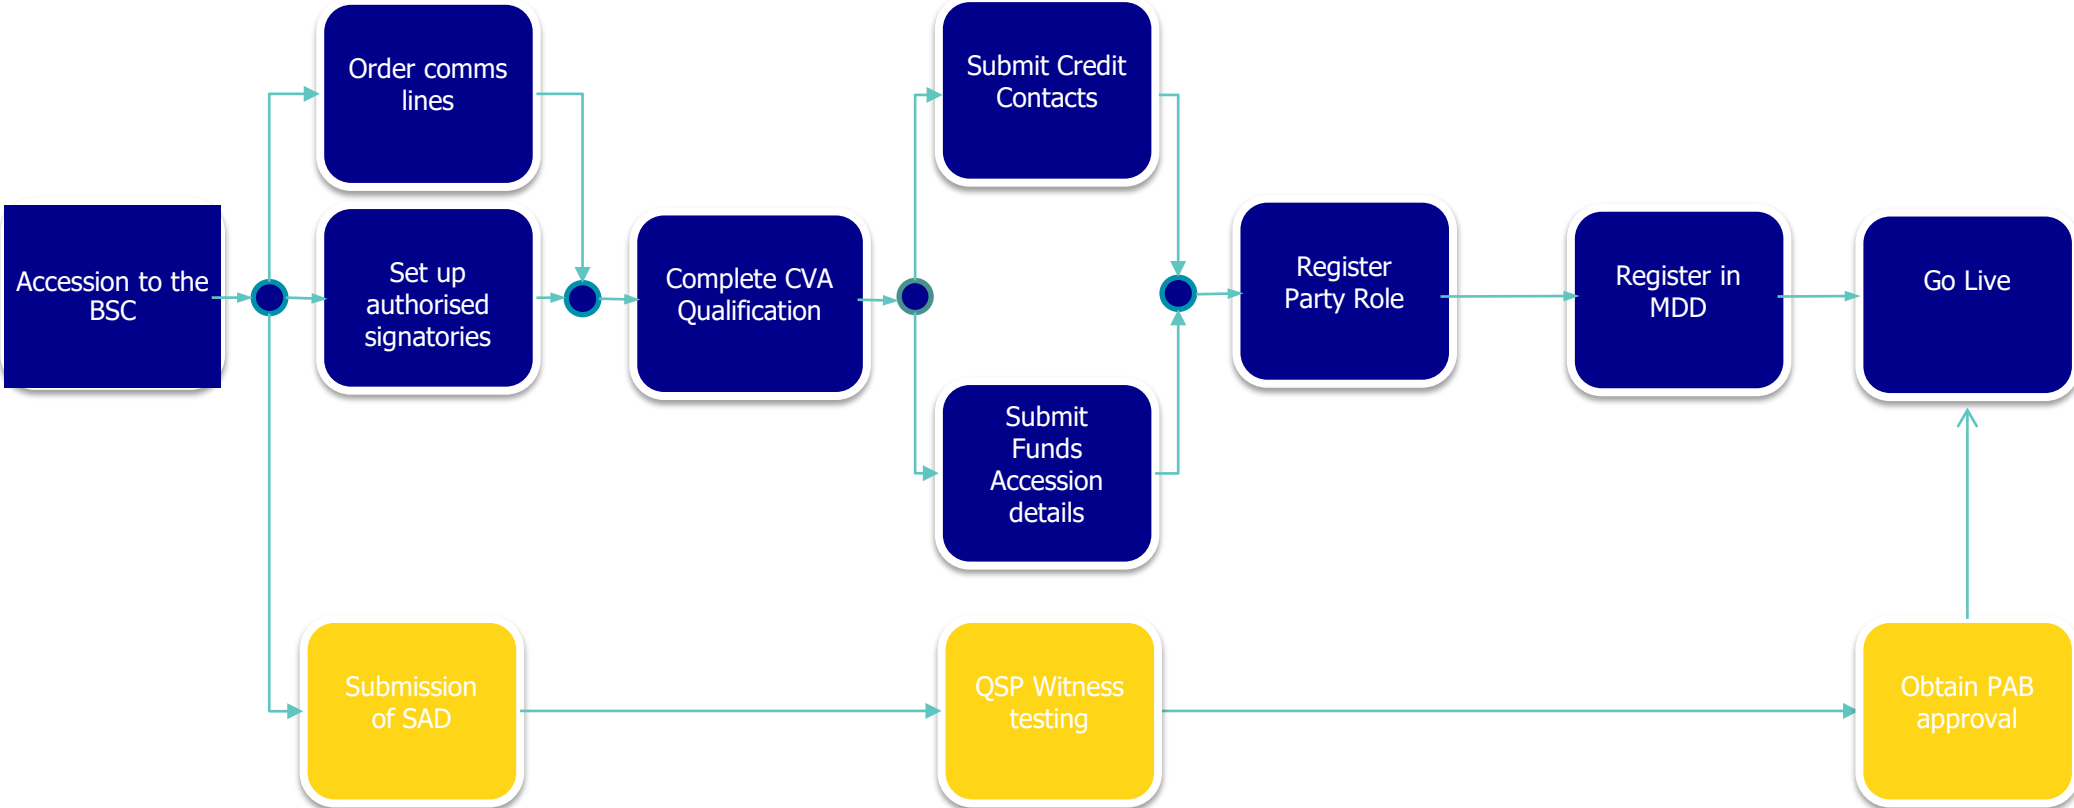 Accession to the
BSC
Order comms
lines
Set up
authorised
signatories
Complete CVA
Qualification
Submit Credit
Contacts
Submit
Funds
Accession
details
Register
Party Role
Register in
MDD
Go Live
Submission
of SAD
QSP Witness
testing
Obtain PAB
approval